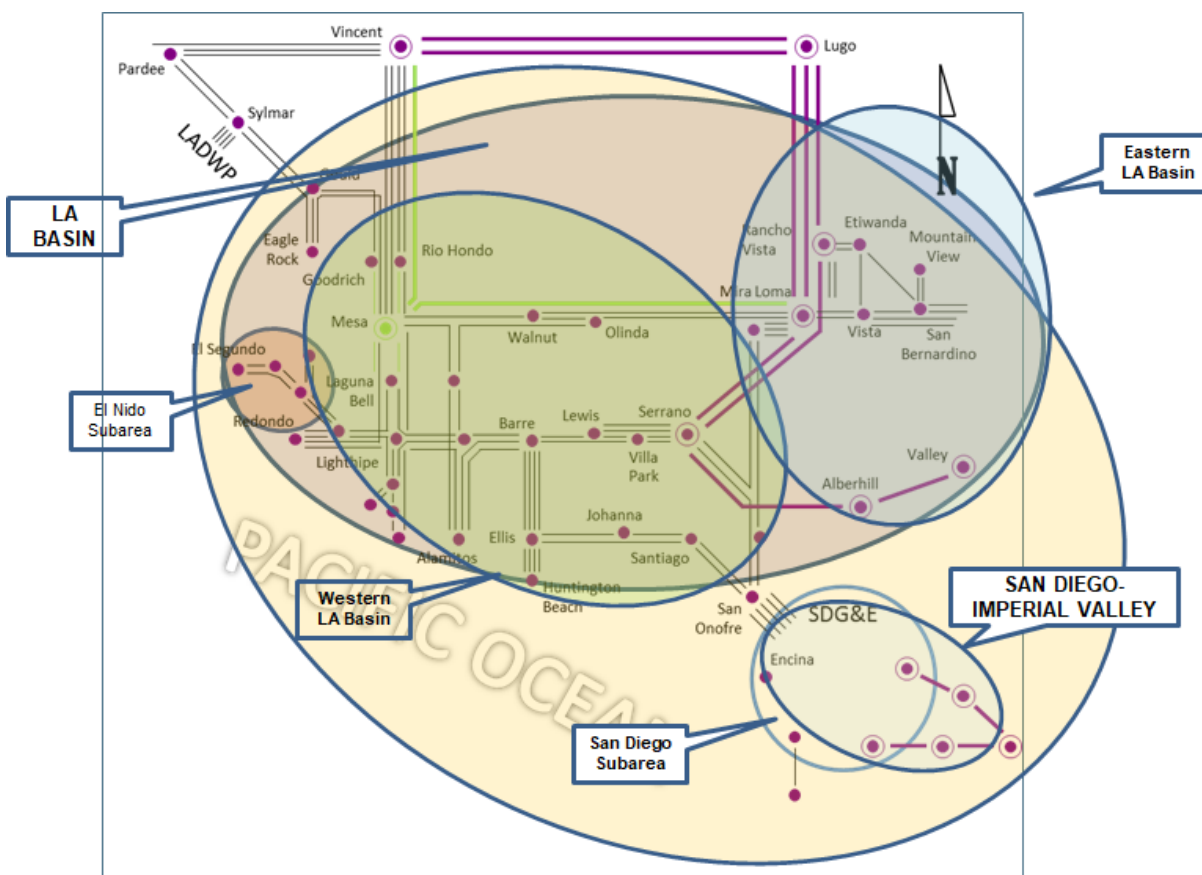 Vincent
Lugo
Pardee
Sylmar
LADWP
Eastern
LA Basin
LA
BASIN
Gould
N
Eagle
Rock
Rio Hondo
Goodrich
Rancho
Vista
Etiwanda
Mountain
View
Mira Loma
Mesa
Walnut
Olinda
Vista
San
Bernardino
El Segundo
El Nido
Subarea
Laguna
Bell
Redondo
Lighthipe
Barre
Lewis
Serrano
Villa
Park
Valley
Alberhill
Johanna
Ellis
Santiago
Alamitos
Huntington
Beach
PACIFIC OCEAN
Western
LA Basin
San
Onofre
SDG&E
SAN DIEGO-
IMPERIAL VALLEY
Encina
San Diego
Subarea